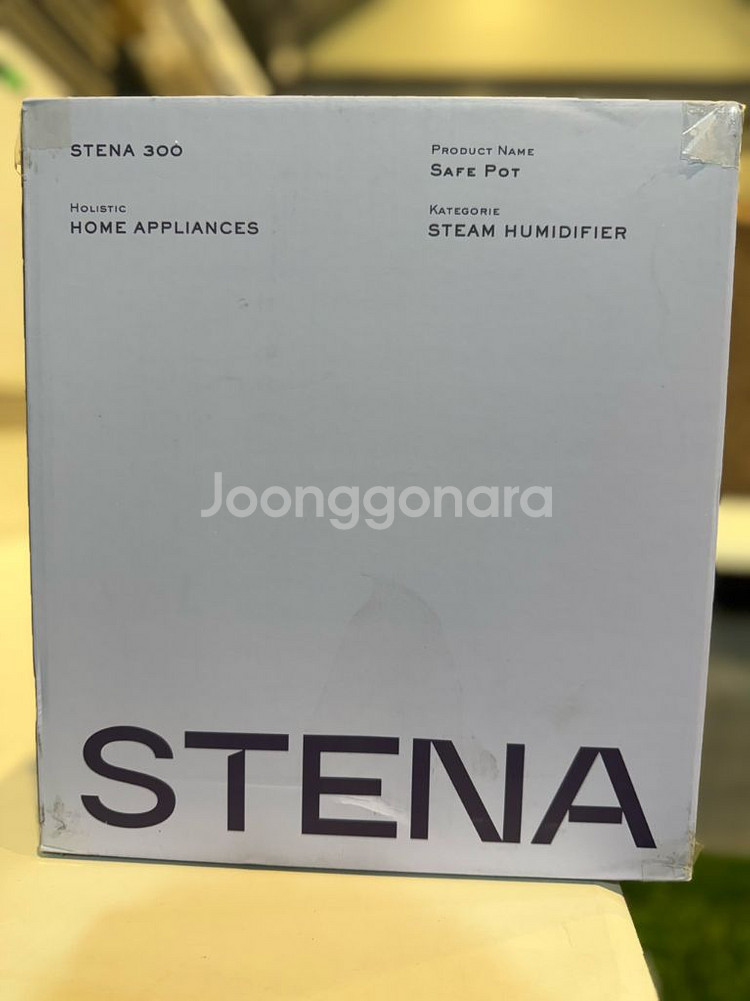 STENA 300
PRODUCT NAME
SAFE POT
HOLISTIC
HOME APPLIANCES
KATEGORIE
STEAM HUMIDIFIER
Joonggonara
STENA